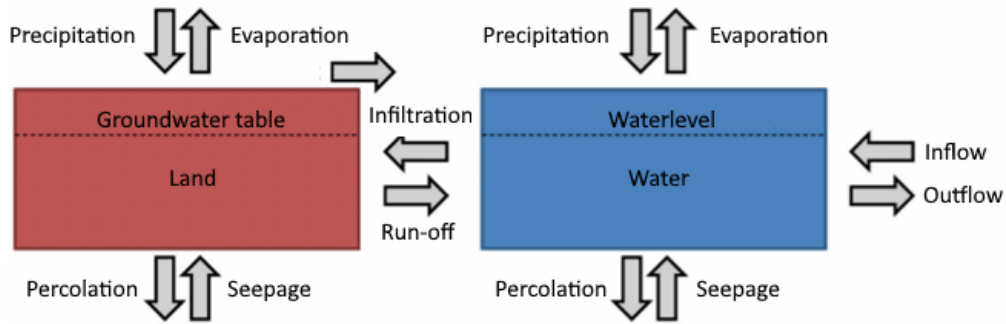 Precipitation
Evaporation
Precipitation
Evaporation
Groundwater table
Infiltration
Waterlevel
Land
Water
Inflow
Outflow
Run-off
Percolation
Seepage
Percolation
Seepage